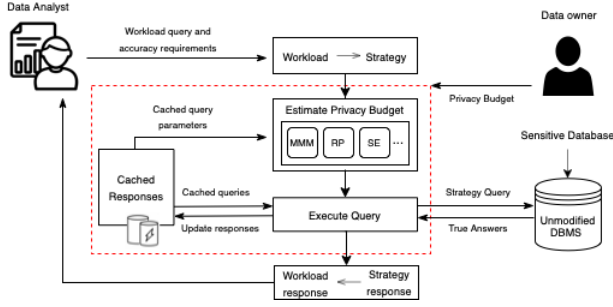 Data Analyst
Data owner
Workload query and
accuracy requirements
Workload → Strategy
Privacy Budget
Cached query
parameters
Estimate Privacy Budget
MMM RP SE ...
Sensitive Database
Cached
Responses
Cached queries
Update responses
Execute Query
Strategy Query
True Answers
Unmodified
DBMS
Workload ← Strategy
response response